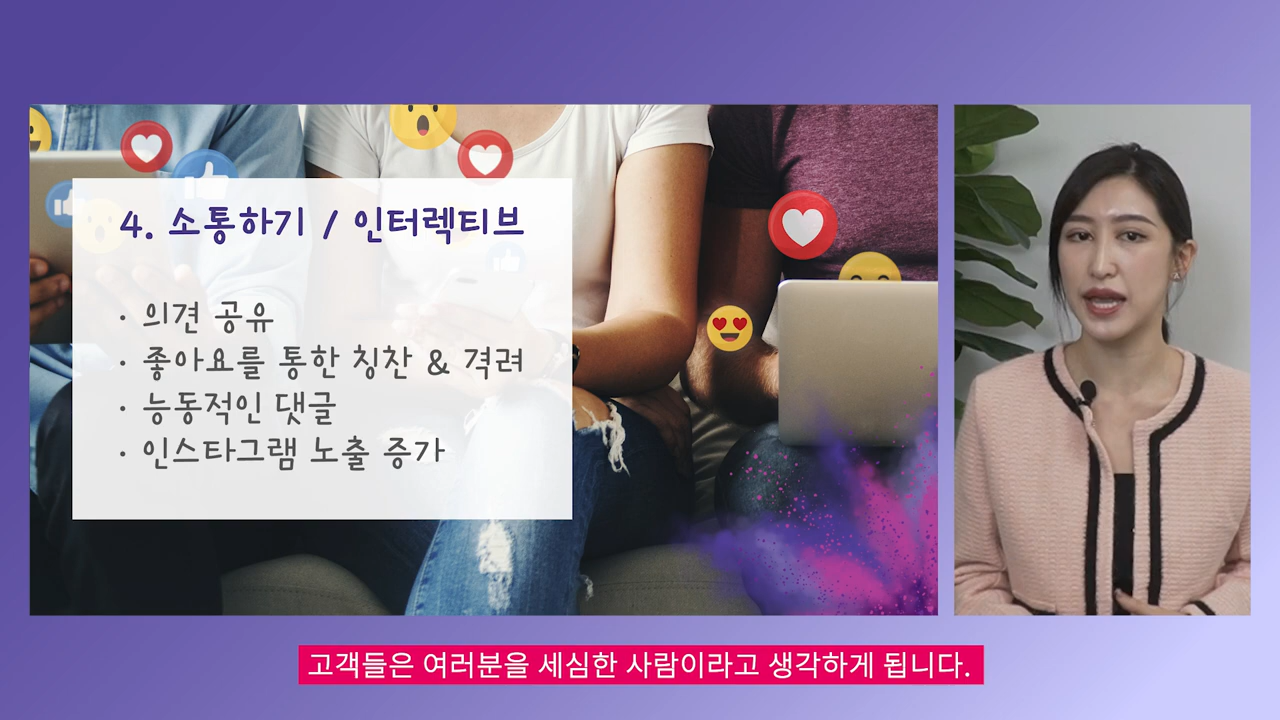 4. 소통하기 / 인터렉티브
· 의견 공유
· 좋아요를 통한 칭찬 & 격려
· 능동적인 댓글
· 인스타그램 노출 증가
고객들은 여러분을 세심한 사람이라고 생각하게 됩니다.